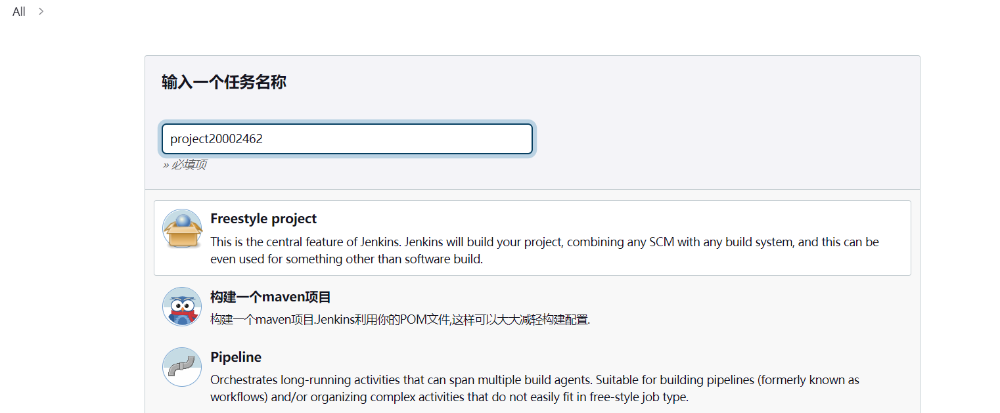 All
输入一个任务名称
project20002462
» 必填项
Freestyle project
This is the central feature of Jenkins. Jenkins will build your project, combining any SCM with any build system, and this can be
even used for something other than software build.
构建一个maven项目
构建一个maven项目.Jenkins利用你的POM文件,这样可以大大减轻构建配置.
Pipeline
Orchestrates long-running activities that can span multiple build agents. Suitable for building pipelines (formerly known as
workflows) and/or organizing complex activities that do not easily fit in free-style job type.